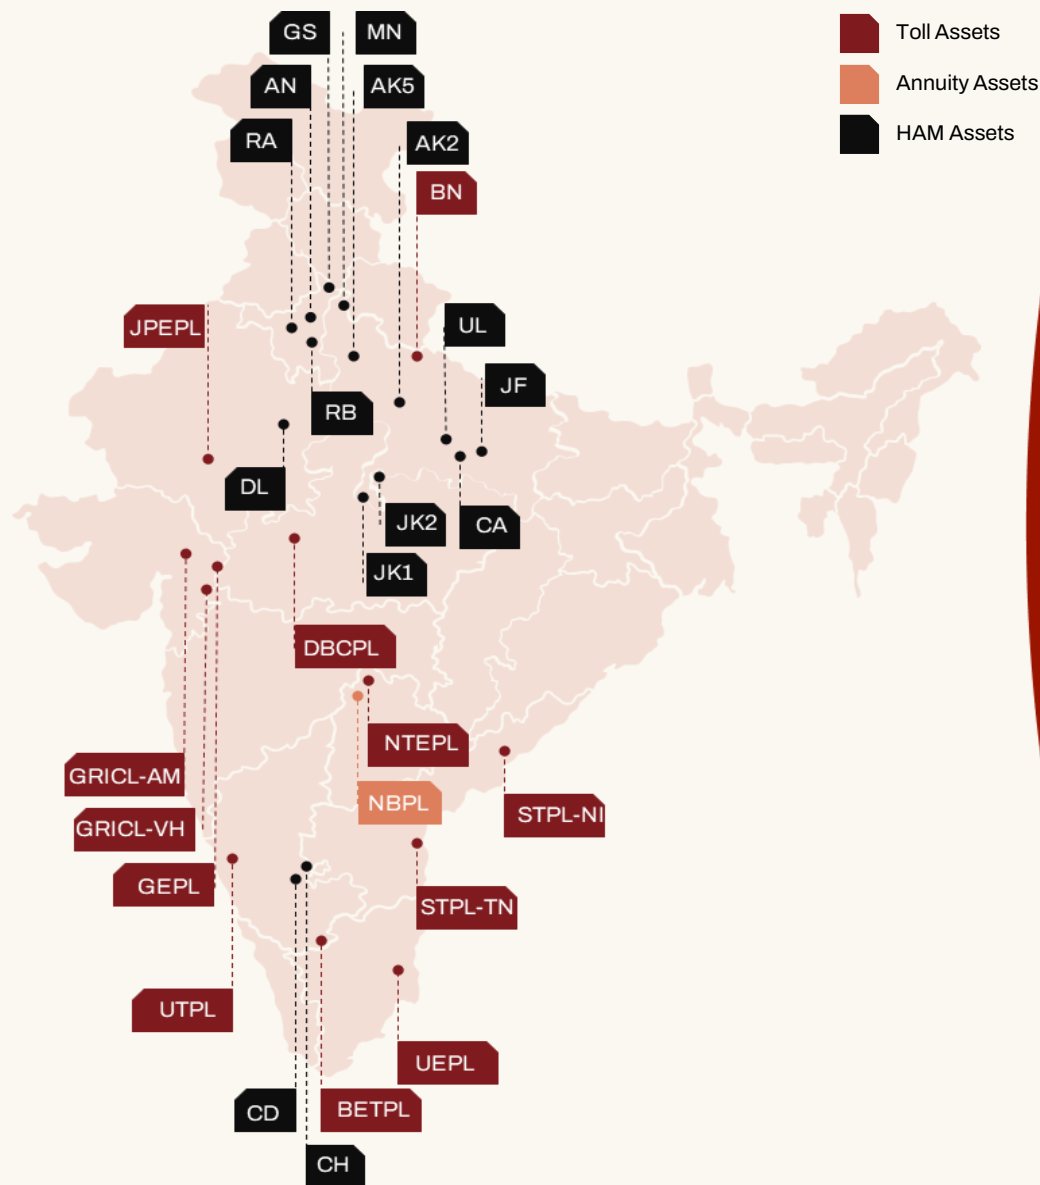 GS
MN
Toll Assets
AN
AK5
Annuity Assets
RA
AK2
HAM Assets
BN
JPEPL
UL
JF
RB
DL
JK2
CA
JK1
DBCPL
NTEPL
GRICL-AM
NBPL
STPL-NI
GRICL-VH
GEPL
STPL-TN
UTPL
UEPL
CD
BETPL
CH